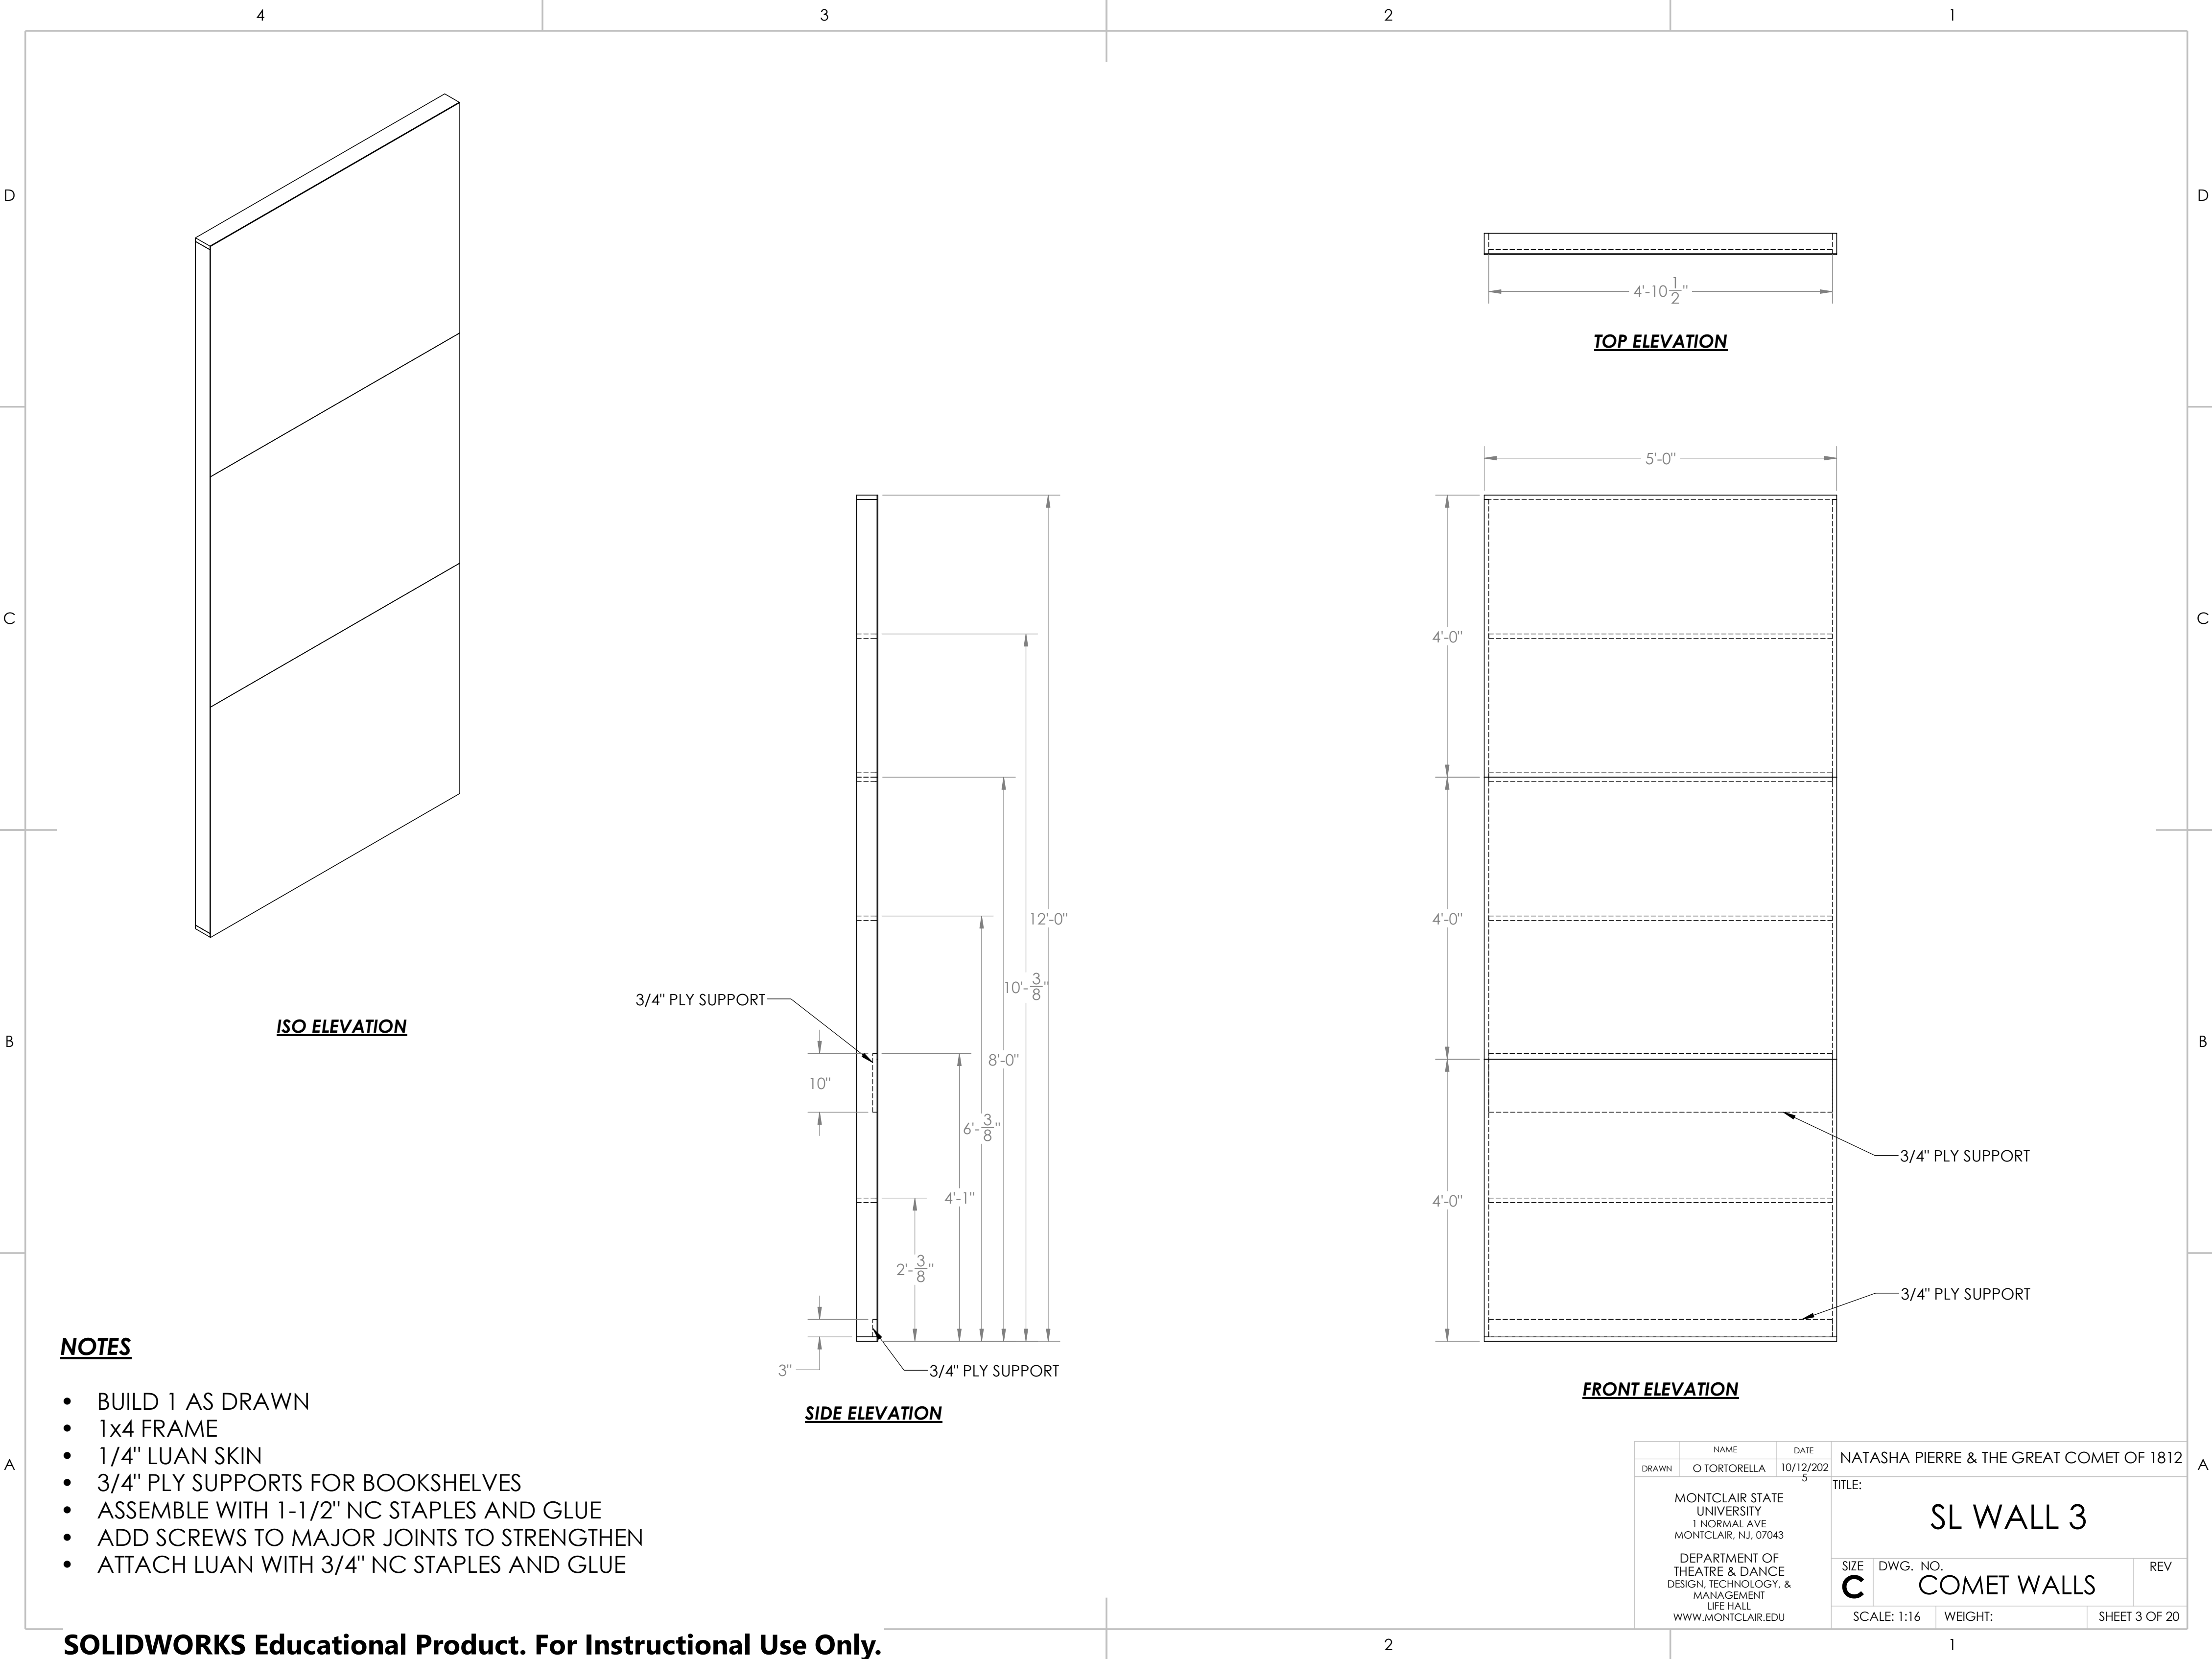 4 3 2 1
D D
4'-10 1/2"
TOP ELEVATION
5'-0"
C C
4'-0"
4'-0"
4'-0"
12'-0"
10'-3/8"
8'-0"
6'-3/8"
4'-1"
2'-3/8"
3/4" PLY SUPPORT
10"
3"
3/4" PLY SUPPORT
SIDE ELEVATION
ISO ELEVATION
B B
3/4" PLY SUPPORT
3/4" PLY SUPPORT
FRONT ELEVATION
A A
NOTES
• BUILD 1 AS DRAWN
• 1x4 FRAME
• 1/4" LUAN SKIN
• 3/4" PLY SUPPORTS FOR BOOKSHELVES
• ASSEMBLE WITH 1-1/2" NC STAPLES AND GLUE
• ADD SCREWS TO MAJOR JOINTS TO STRENGTHEN
• ATTACH LUAN WITH 3/4" NC STAPLES AND GLUE
NAME DATE
DRAWN O TORTORELLA 10/12/202
5
MONTCLAIR STATE
UNIVERSITY
1 NORMAL AVE
MONTCLAIR, NJ, 07043
DEPARTMENT OF
THEATRE & DANCE
DESIGN, TECHNOLOGY, &
MANAGEMENT
LIFE HALL
WWW.MONTCLAIR.EDU
NATASHA PIERRE & THE GREAT COMET OF 1812
TITLE:
SL WALL 3
SIZE DWG. NO. REV
C COMET WALLS
SCALE: 1:16 WEIGHT: SHEET 3 OF 20
SOLIDWORKS Educational Product. For Instructional Use Only.
2 1